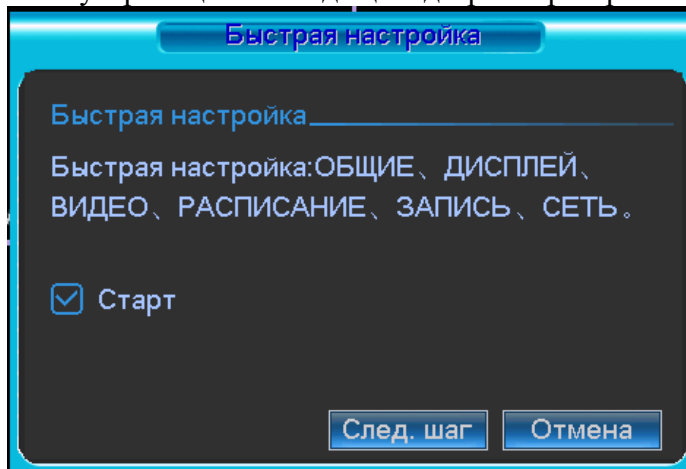 Быстрая настройка
Быстрая настройка
Быстрая настройка:ОБЩИЕ、ДИСПЛЕЙ、
ВИДЕО、РАСПИСАНИЕ、ЗАПИСЬ、СЕТЬ。
Старт
След. шаг
Отмена